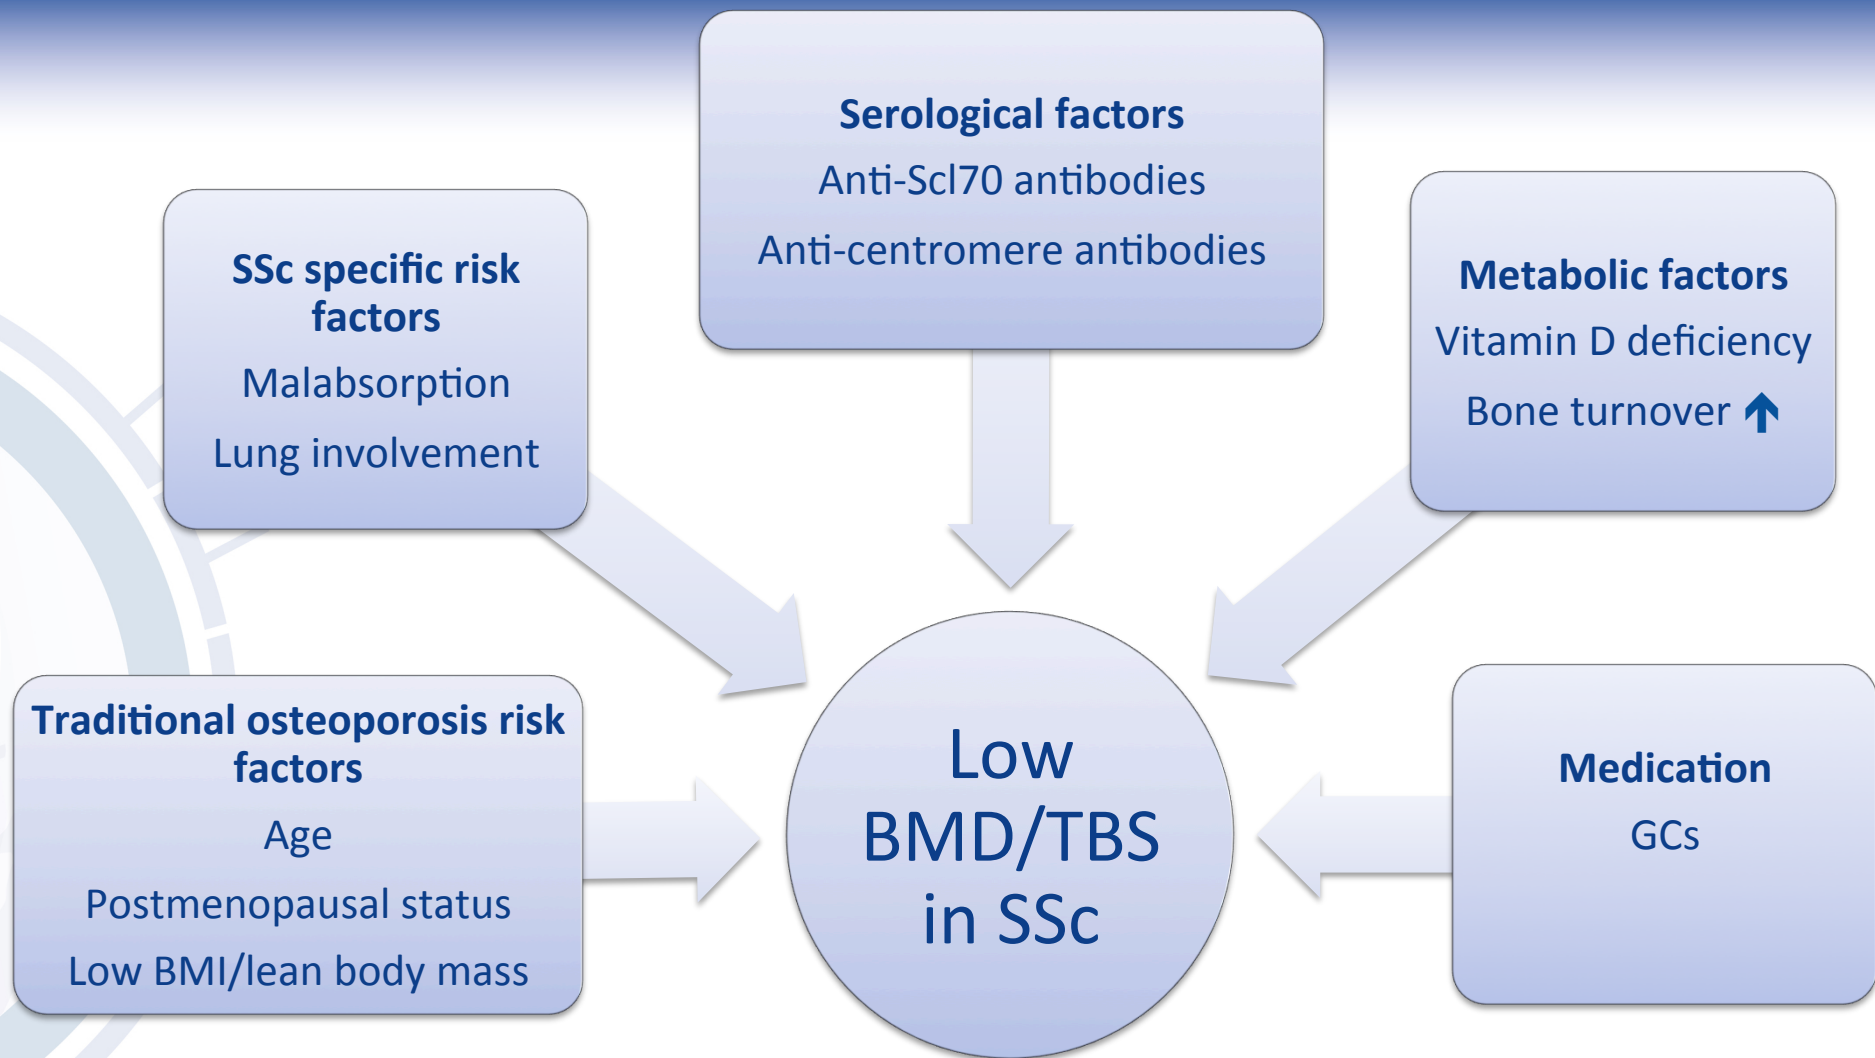 Serological factors
Anti-Scl70 antibodies
Anti-centromere antibodies
SSc specific risk
factors
Malabsorption
Lung involvement
Metabolic factors
Vitamin D deficiency
Bone turnover ↑
Traditional osteoporosis risk
factors
Age
Postmenopausal status
Low BMI/lean body mass
Low
BMD/TBS
in SSc
Medication
GCs